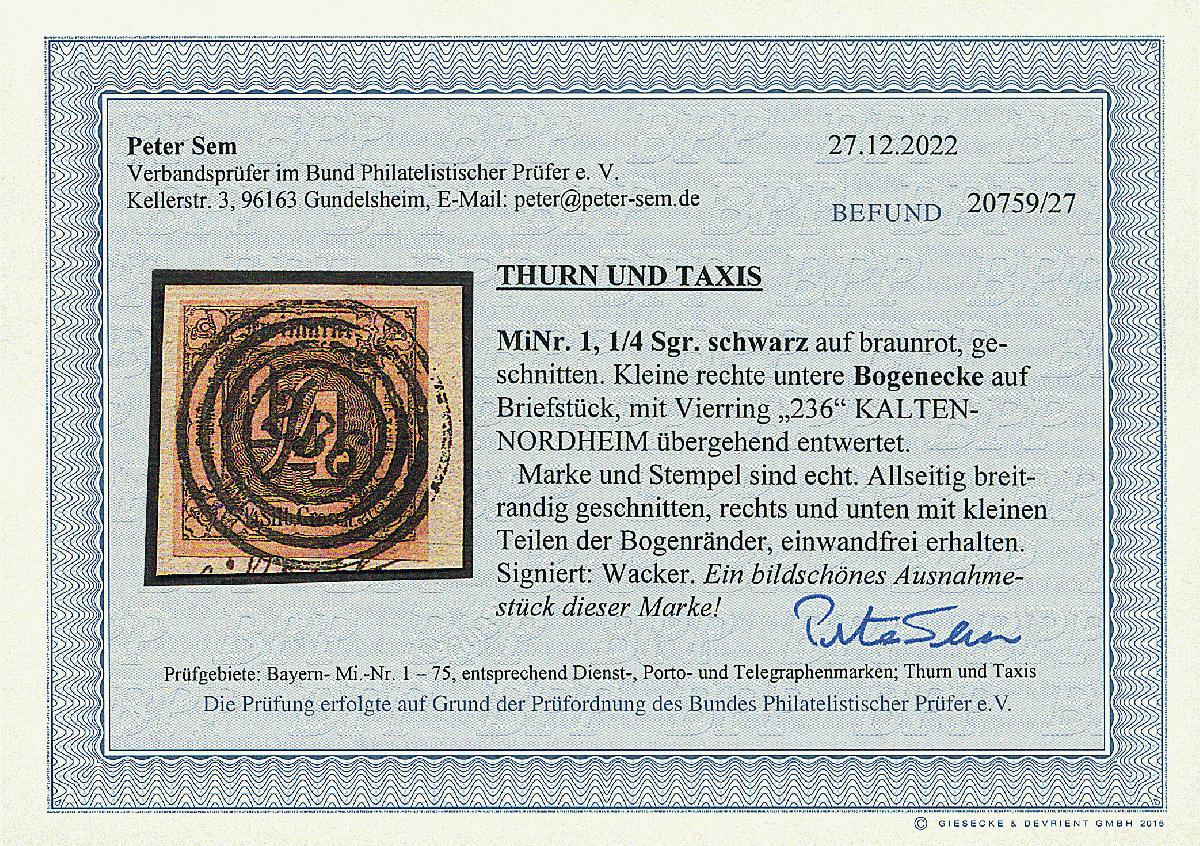 Peter Sem
Verbandsprüfer im Bund Philatelistischer Prüfer e. V.
Kellerstr. 3, 96163 Gundelsheim, E-Mail: peter@peter-sem.de
27.12.2022
BEFUND 20759/27
THURN UND TAXIS
MiNr. 1, 1/4 Sgr. schwarz auf braunrot, ge-
schnitten. Kleine rechte untere Bogenecke auf
Briefstück, mit Vierring „236“ KALTEN-
NORDHEIM übergehend entwertet.
Marke und Stempel sind echt. Allseitig breit-
randig geschnitten, rechts und unten mit kleinen
Teilen der Bogenränder, einwandfrei erhalten.
Signiert: Wacker. Ein bildschönes Ausnahme-
stück dieser Marke!
Peter Sem
Prüfgebiete: Bayern- Mi.-Nr. 1 – 75, entsprechend Dienst-, Porto- und Telegraphenmarken; Thurn und Taxis
Die Prüfung erfolgte auf Grund der Prüfordnung des Bundes Philatelistischer Prüfer e.V.
© GIESECKE & DEVRIENT GMBH 2015